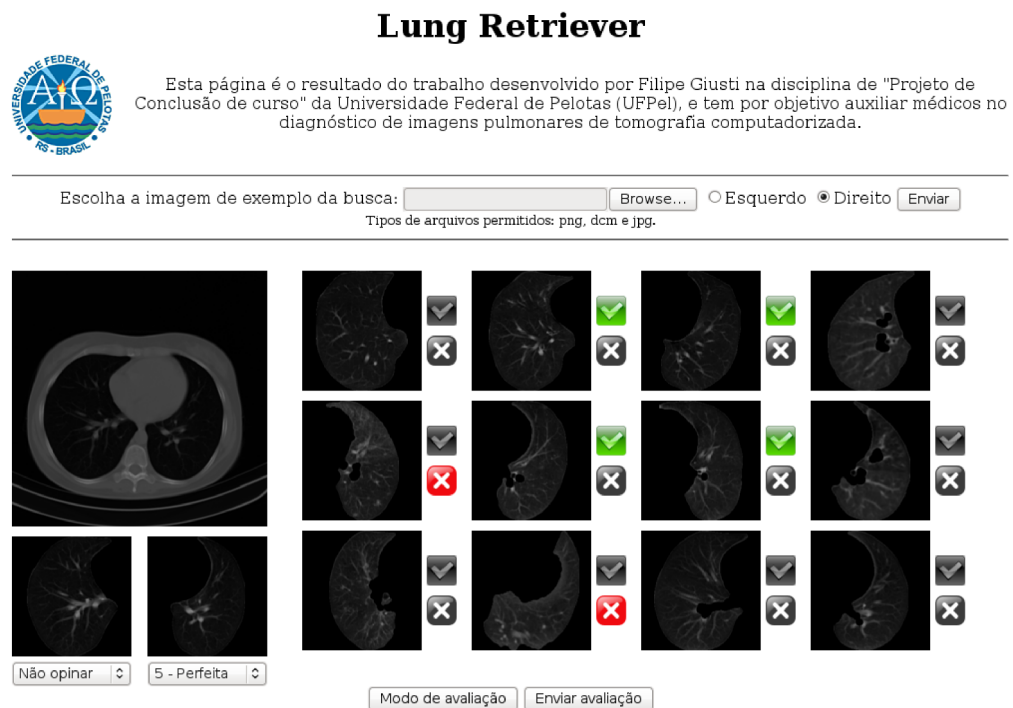 Lung Retriever
UNIVERSIDADE FEDERAL DE PELOTAS
ΑΩ
RS - BRASIL
Esta página é o resultado do trabalho desenvolvido por Filipe Giusti na disciplina de "Projeto de
Conclusão de curso" da Universidade Federal de Pelotas (UFPel), e tem por objetivo auxiliar médicos no
diagnóstico de imagens pulmonares de tomografia computadorizada.
Escolha a imagem de exemplo da busca: Browse... Esquerdo Direito Enviar
Tipos de arquivos permitidos: png, dcm e jpg.
Não opinar 5 - Perfeita
Modo de avaliação Enviar avaliação